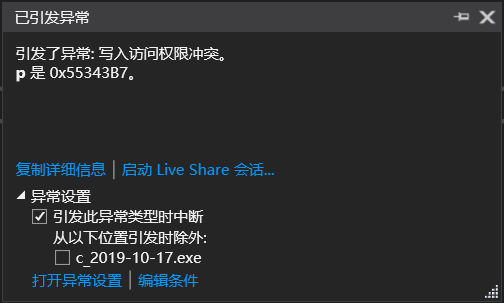 已引发异常
引发了异常: 写入访问权限冲突。
p 是 0x55343B7。
复制详细信息 | 启动 Live Share 会话...
异常设置
引发此异常类型时中断
从以下位置引发时除外:
c_2019-10-17.exe
打开异常设置 | 编辑条件